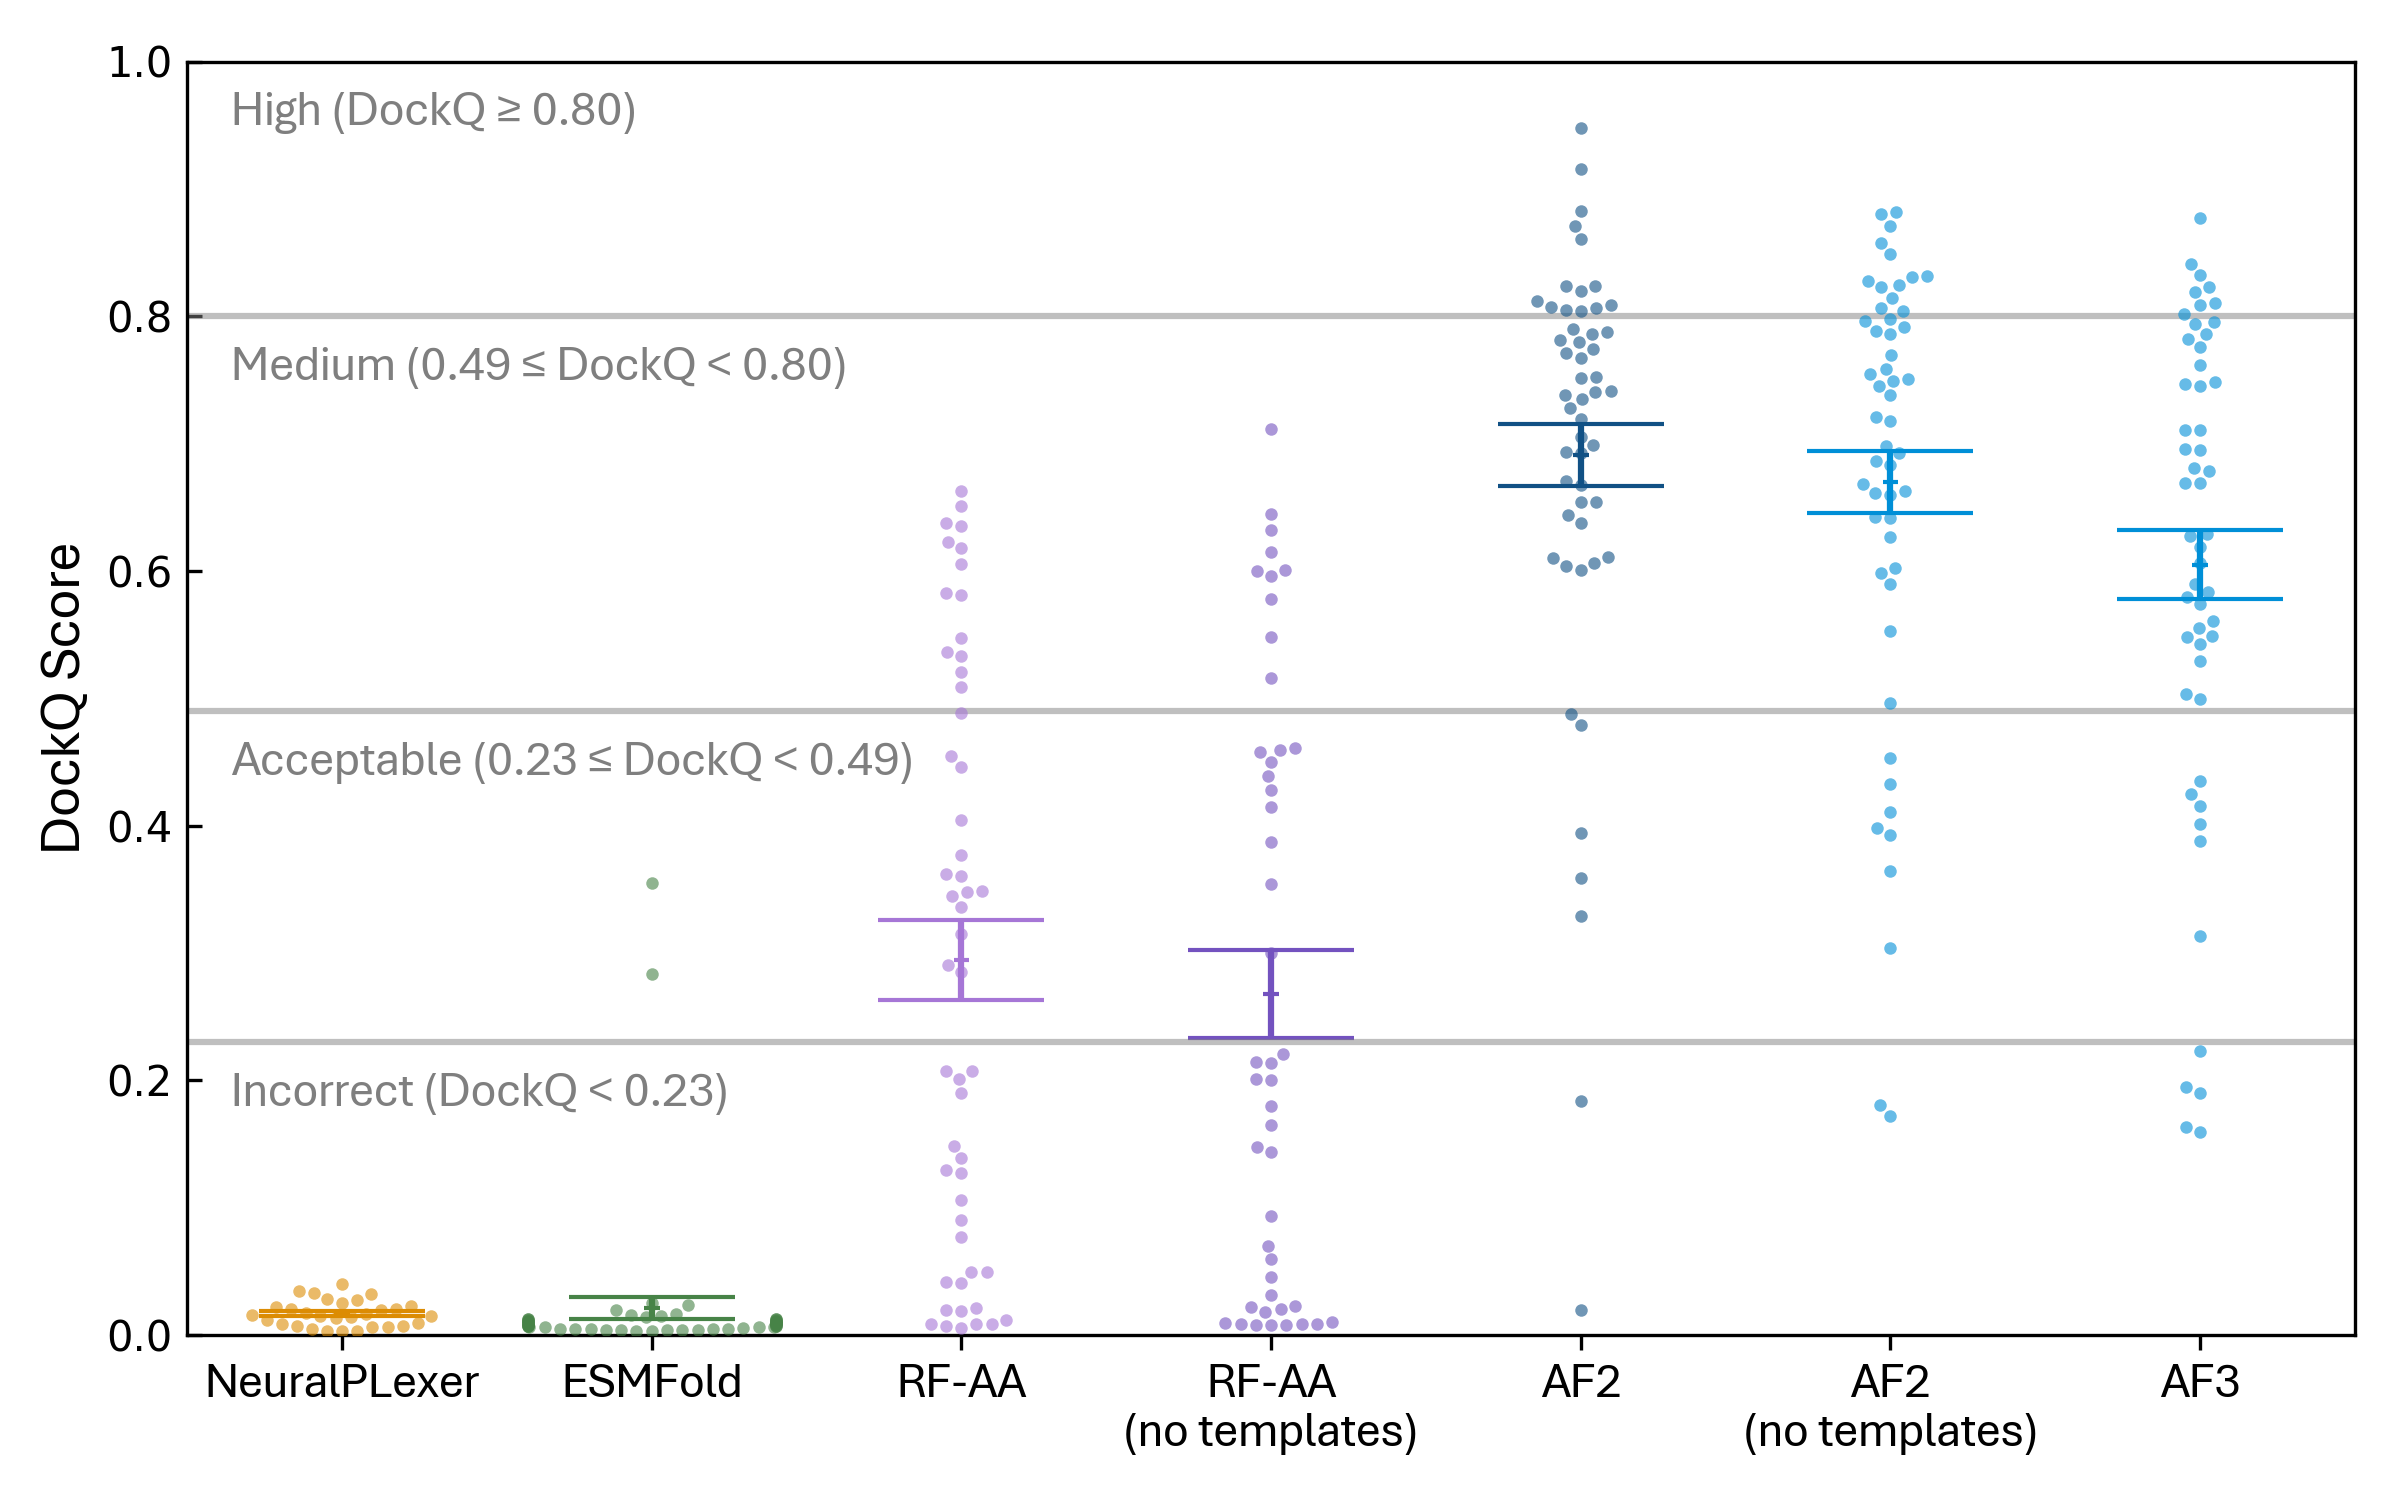 1.0
High (DockQ ≥ 0.80)
0.8
Medium (0.49 ≤ DockQ < 0.80)
0.6
DockQ Score
Acceptable (0.23 ≤ DockQ < 0.49)
0.4
0.2
Incorrect (DockQ < 0.23)
0.0
NeuralPLexer
ESMFold
RF-AA
RF-AA
(no templates)
AF2
AF2
(no templates)
AF3